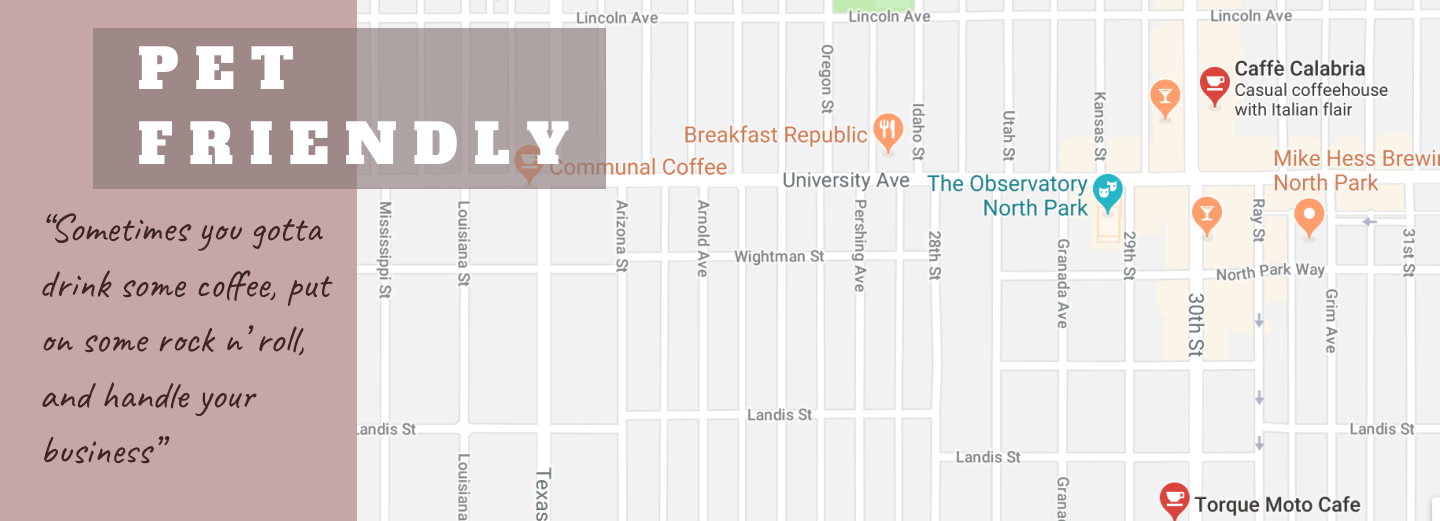 PET
FRIENDLY
“Sometimes you gotta
drink some coffee, put
on some rock n’ roll,
and handle your
business”
Lincoln Ave
Lincoln Ave
Lincoln Ave
Oregon St
Idaho St
Utah St
Kansas St
Caffè Calabria
Casual coffeehouse
with Italian flair
Breakfast Republic
Communal Coffee
University Ave
The Observatory
North Park
Mike Hess Brewin
North Park
Mississippi St
Louisiana St
Arizona St
Arnold Ave
Pershing Ave
28th St
Granada Ave
29th St
Ray St
31st St
Wightman St
North Park Way
30th St
Grim Ave
Landis St
Landis St
Landis St
Landis St
Louisiana
Texas
Grana
Torque Moto Cafe